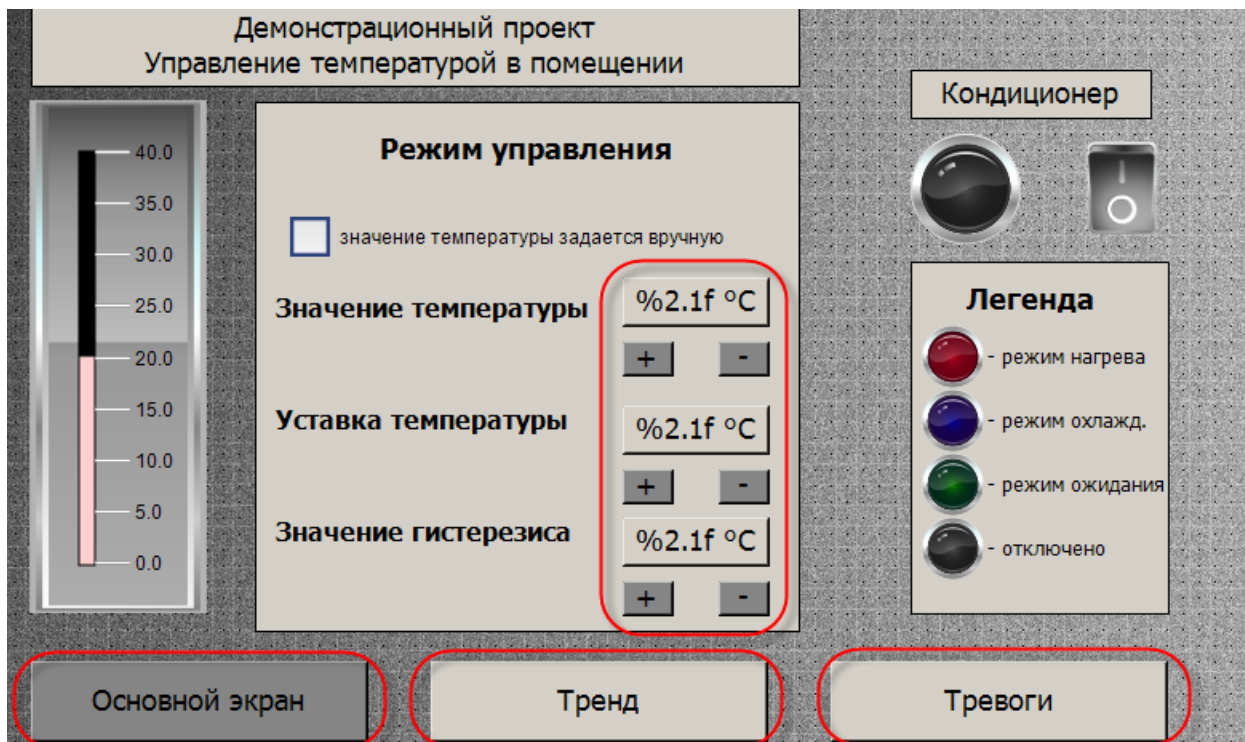 Демонстрационный проект
Управление температурой в помещении
Кондиционер
40.0
35.0
30.0
25.0
20.0
15.0
10.0
5.0
0.0
Режим управления
значение температуры задается вручную
Значение температуры
%2.1f °C
+ -
Уставка температуры
%2.1f °C
+ -
Значение гистерезиса
%2.1f °C
+ -
Легенда
- режим нагрева
- режим охлажд.
- режим ожидания
- отключено
Основной экран
Тренд
Тревоги